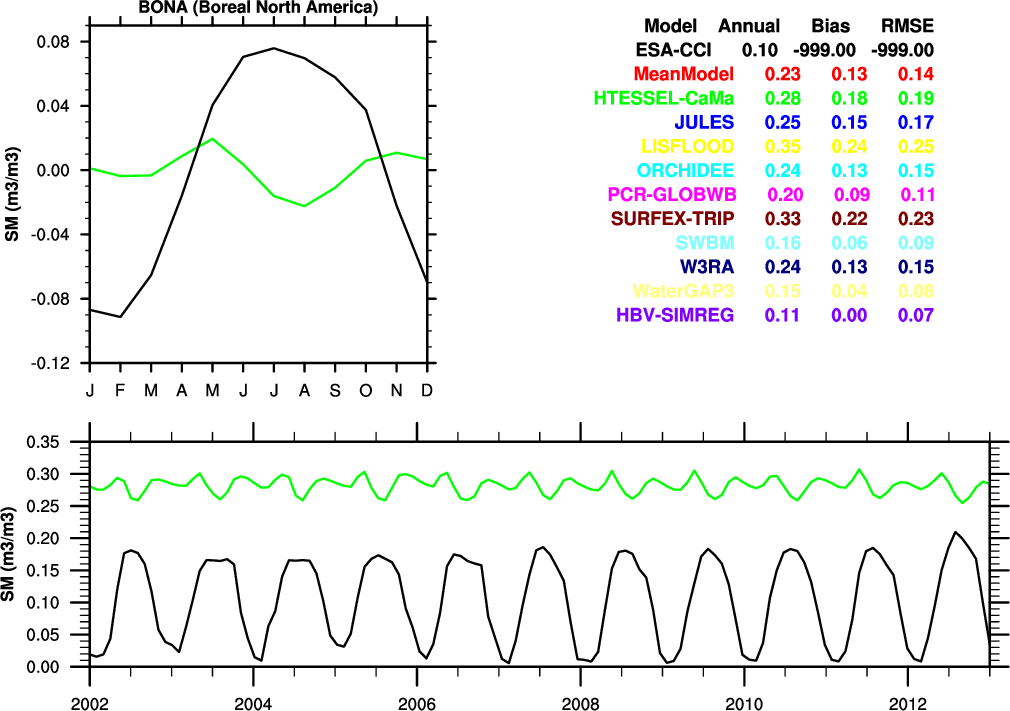 BONA (Boreal North America)
0.08
0.04
0.00
-0.04
-0.08
-0.12
SM (m3/m3)
J F M A M J J A S O N D
Model Annual Bias RMSE
ESA-CCI 0.10 -999.00 -999.00
MeanModel 0.23 0.13 0.14
HTESSEL-CaMa 0.28 0.18 0.19
JULES 0.25 0.15 0.17
LISFLOOD 0.35 0.24 0.25
ORCHIDEE 0.24 0.13 0.15
PCR-GLOBWB 0.20 0.09 0.11
SURFEX-TRIP 0.33 0.22 0.23
SWBM 0.16 0.06 0.09
W3RA 0.24 0.13 0.15
WaterGAP3 0.15 0.04 0.08
HBV-SIMREG 0.11 0.00 0.07
0.35
0.30
0.25
0.20
0.15
0.10
0.05
0.00
SM (m3/m3)
2002 2004 2006 2008 2010 2012